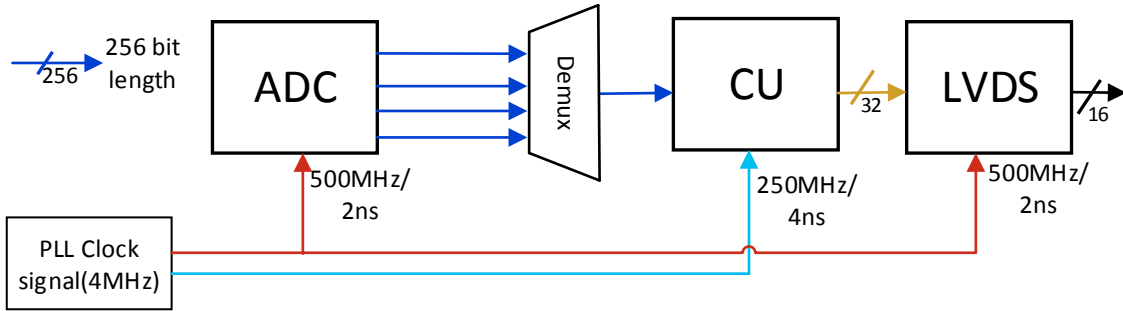 256
256 bit
length
ADC
Demux
CU
32
LVDS
16
500MHz/
2ns
250MHz/
4ns
500MHz/
2ns
PLL Clock
signal(4MHz)